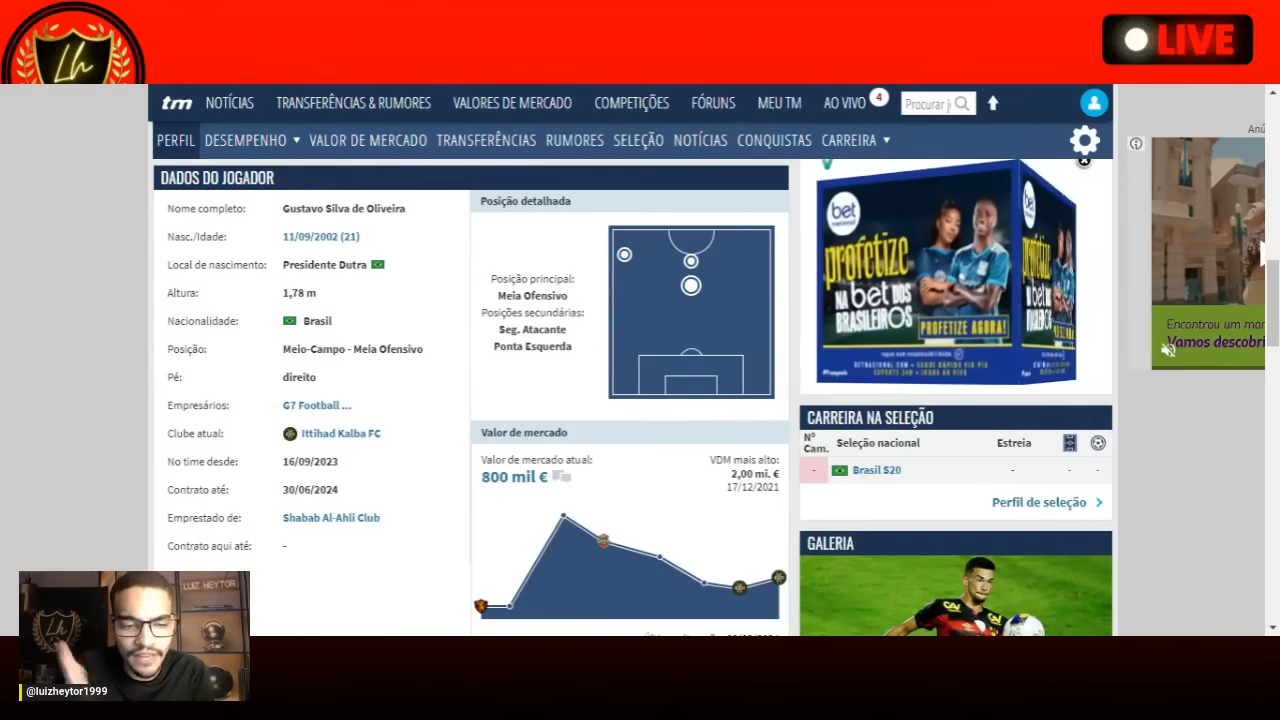 Lh
LIVE
tm NOTÍCIAS TRANSFERÊNCIAS & RUMORES VALORES DE MERCADO COMPETIÇÕES FÓRUNS MEU TM AO VIVO 4 Procurar j
PERFIL DESEMPENHO VALOR DE MERCADO TRANSFERÊNCIAS RUMORES SELEÇÃO NOTÍCIAS CONQUISTAS CARREIRA
DADOS DO JOGADOR
Nome completo: Gustavo Silva de Oliveira
Nasc./Idade: 11/09/2002 (21)
Local de nascimento: Presidente Dutra
Altura: 1,78 m
Nacionalidade: Brasil
Posição: Meio-Campo - Meia Ofensivo
Pé: direito
Empresários: G7 Football ...
Clube atual: Ittihad Kalba FC
No time desde: 16/09/2023
Contrato até: 30/06/2024
Emprestado de: Shabab Al-Ahli Club
Contrato aqui até: -
Posição detalhada
Posição principal:
Meia Ofensivo
Posições secundárias:
Seg. Atacante
Ponta Esquerda
Valor de mercado
Valor de mercado atual:
800 mil €
VDM mais alto:
2,00 mi. €
17/12/2021
bet
profetize
NA bet DOS
BRASILEIROS
PROFETIZE AGORA!
CARREIRA NA SELEÇÃO
Nº Cam. Seleção nacional Estreia
- Brasil S20 - - -
Perfil de seleção
GALERIA
Anú
Encontrou um mar
Vamos descobri
LUIZ HEYTOR
Lh
@luizheytor1999